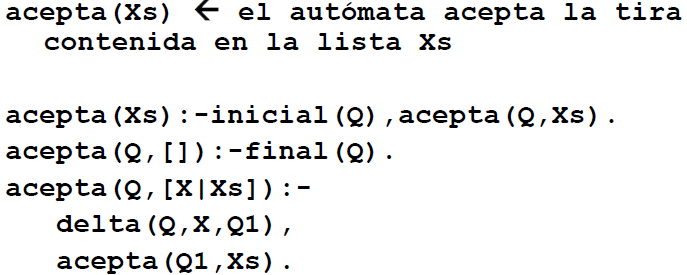 acepta(Xs) ← el autómata acepta la tira
contenida en la lista Xs
acepta(Xs):-inicial(Q),acepta(Q,Xs).
acepta(Q,[]):-final(Q).
acepta(Q,[X|Xs]):-
delta(Q,X,Q1),
acepta(Q1,Xs).